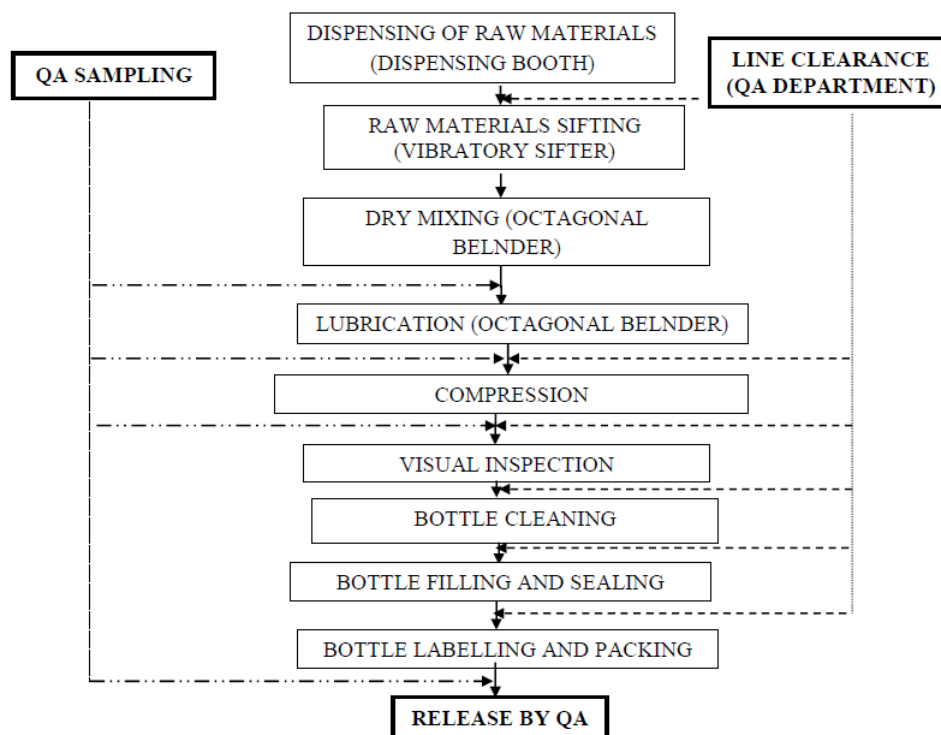 DISPENSING OF RAW MATERIALS
(DISPENSING BOOTH)
QA SAMPLING
LINE CLEARANCE
(QA DEPARTMENT)
RAW MATERIALS SIFTING
(VIBRATORY SIFTER)
DRY MIXING (OCTAGONAL
BELNDER)
LUBRICATION (OCTAGONAL BELNDER)
COMPRESSION
VISUAL INSPECTION
BOTTLE CLEANING
BOTTLE FILLING AND SEALING
BOTTLE LABELLING AND PACKING
RELEASE BY QA